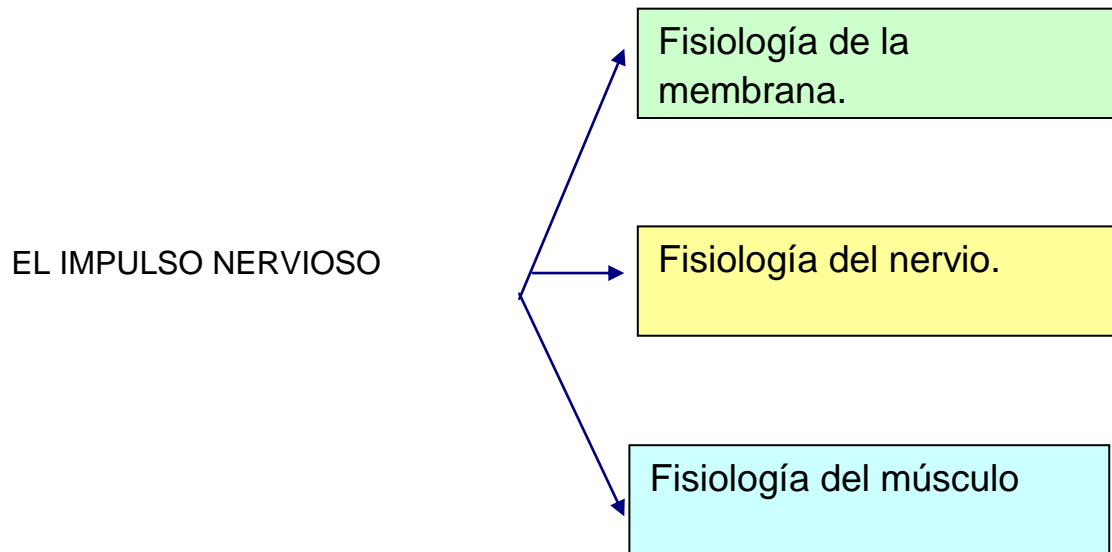 Fisiología de la
membrana.
EL IMPULSO NERVIOSO
Fisiología del nervio.
Fisiología del músculo